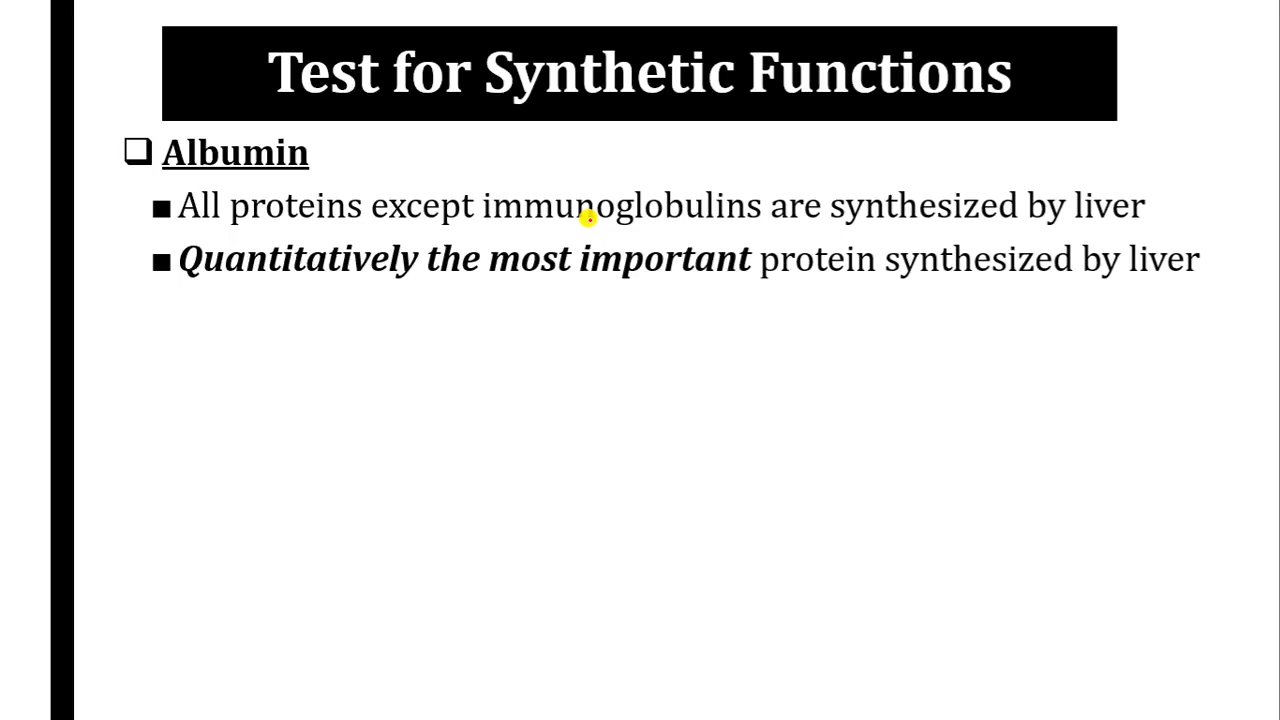 Test for Synthetic Functions
Albumin
All proteins except immunoglobulins are synthesized by liver
Quantitatively the most important protein synthesized by liver